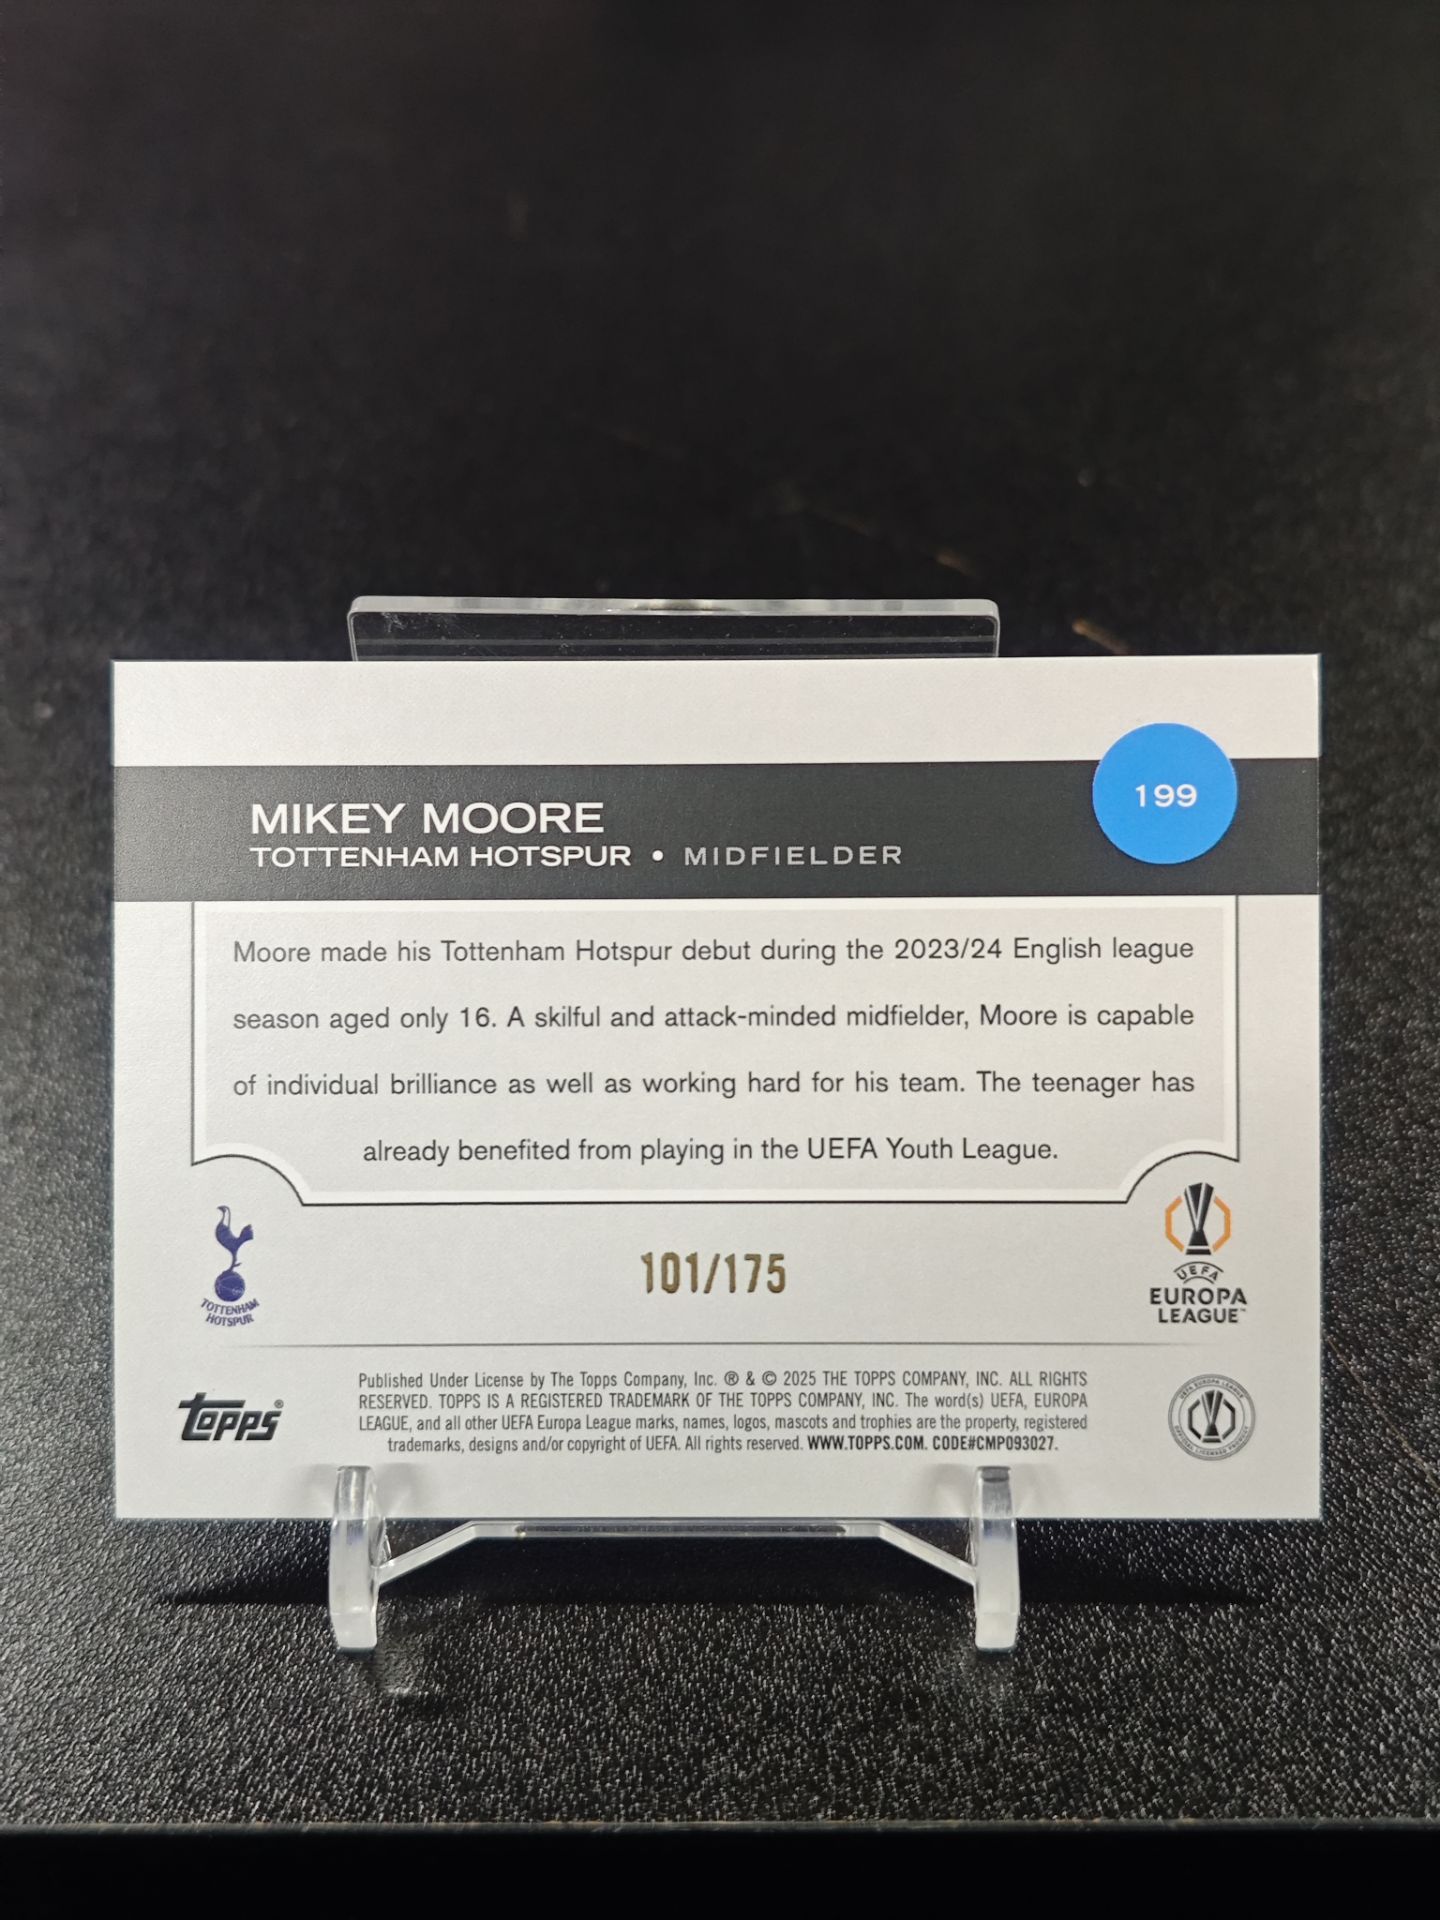 199
MIKEY MOORE
TOTTENHAM HOTSPUR • MIDFIELDER
Moore made his Tottenham Hotspur debut during the 2023/24 English league
season aged only 16. A skilful and attack-minded midfielder, Moore is capable
of individual brilliance as well as working hard for his team. The teenager has
already benefited from playing in the UEFA Youth League.
TOTTENHAM
HOTSPUR
101/175
UEFA
EUROPA
LEAGUE™
topps®
Published Under License by The Topps Company, Inc. ® & © 2025 THE TOPPS COMPANY, INC. ALL RIGHTS
RESERVED. TOPPS IS A REGISTERED TRADEMARK OF THE TOPPS COMPANY, INC. The word(s) UEFA, EUROPA
LEAGUE, and all other UEFA Europa League marks, names, logos, mascots and trophies are the property, registered
trademarks, designs and/or copyright of UEFA. All rights reserved. WWW.TOPPS.COM. CODE#CMP093027.
UEFA EUROPA LEAGUE
OFFICIAL LICENSED PRODUCT